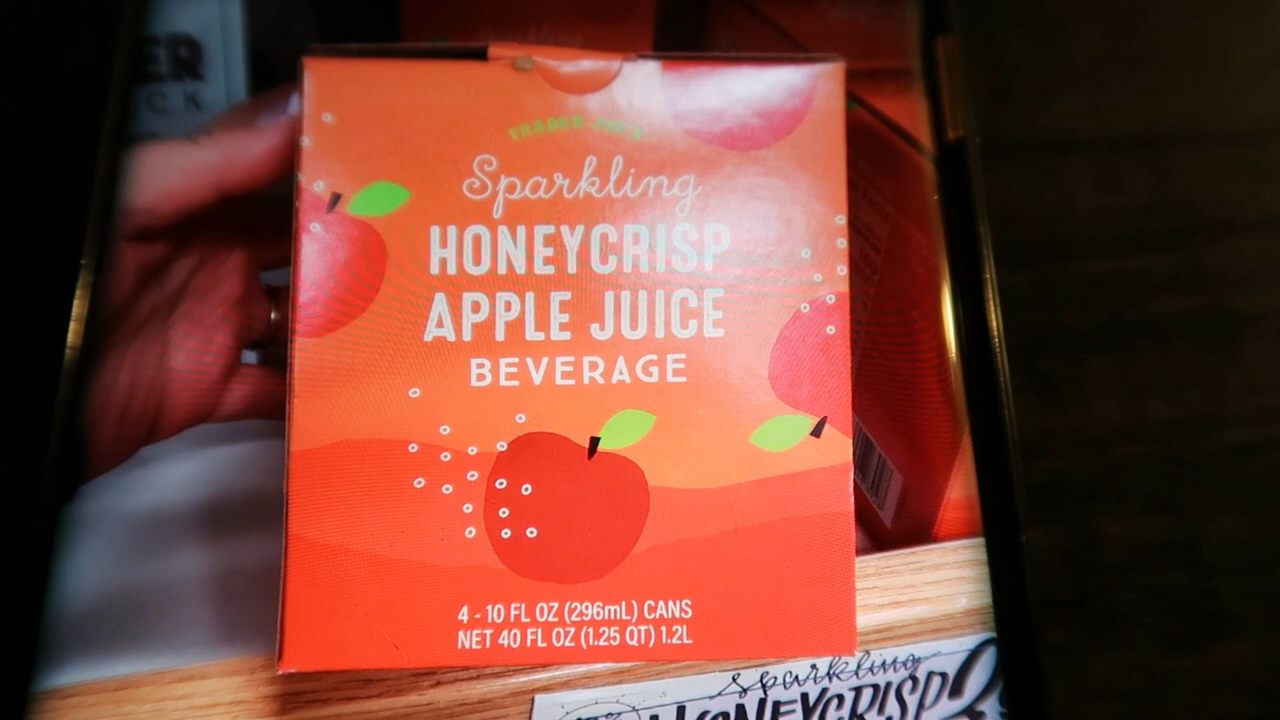 TRADER JOE'S
Sparkling
HONEYCRISP
APPLE JUICE
BEVERAGE
4 - 10 FL OZ (296mL) CANS
NET 40 FL OZ (1.25 QT) 1.2L
sparkling
HONEYCRISP